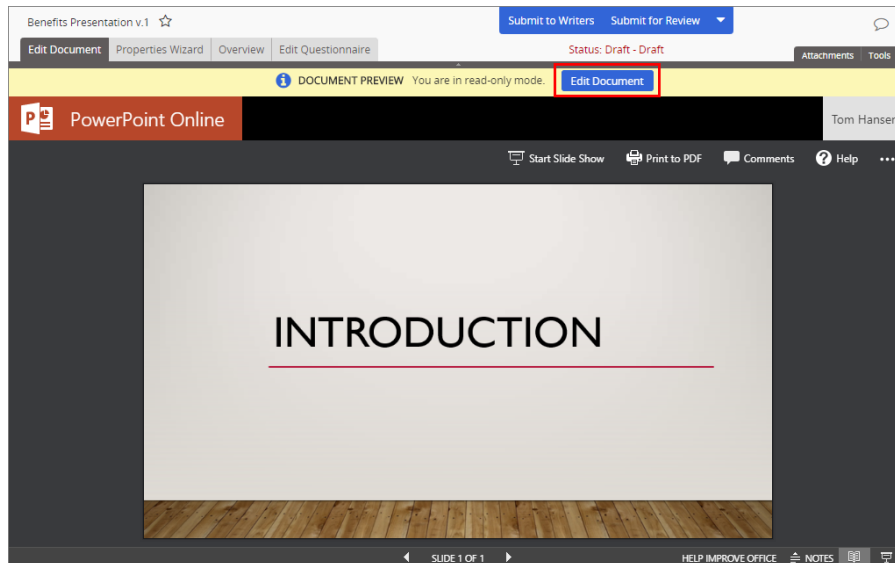 Benefits Presentation v.1
Submit to Writers Submit for Review
Edit Document Properties Wizard Overview Edit Questionnaire
Status: Draft - Draft
Attachments Tools
DOCUMENT PREVIEW You are in read-only mode. Edit Document
PowerPoint Online
Tom Hansen
Start Slide Show Print to PDF Comments Help
INTRODUCTION
SLIDE 1 OF 1
HELP IMPROVE OFFICE NOTES